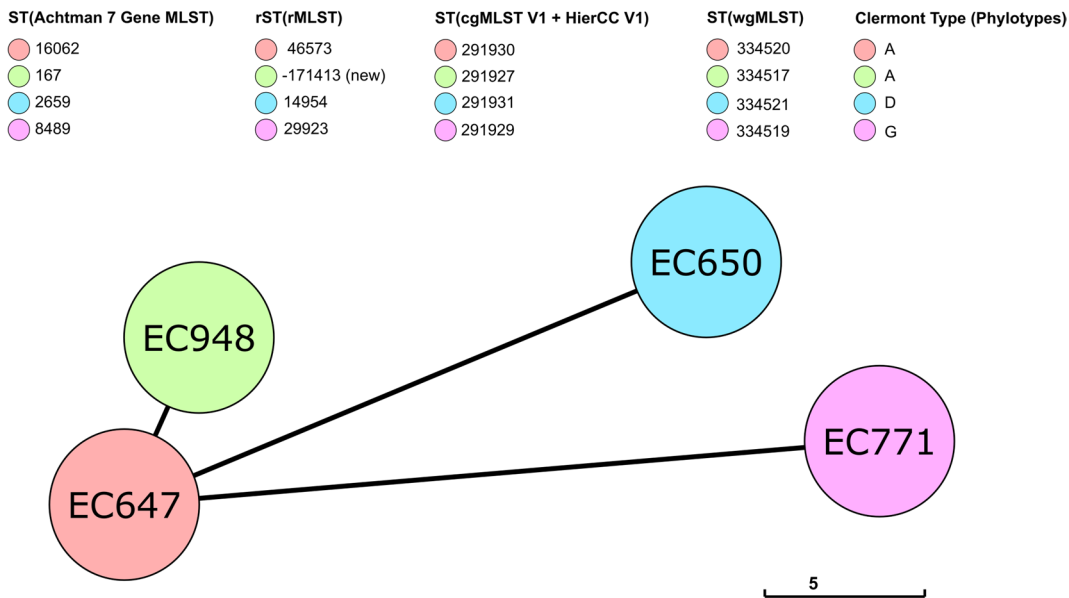 ST(Achtman 7 Gene MLST)
16062
167
2659
8489
rST(rMLST)
46573
-171413 (new)
14954
29923
ST(cgMLST V1 + HierCC V1)
291930
291927
291931
291929
ST(wgMLST)
334520
334517
334521
334519
Clermont Type (Phylotypes)
A
A
D
G
EC650
EC948
EC771
EC647
5